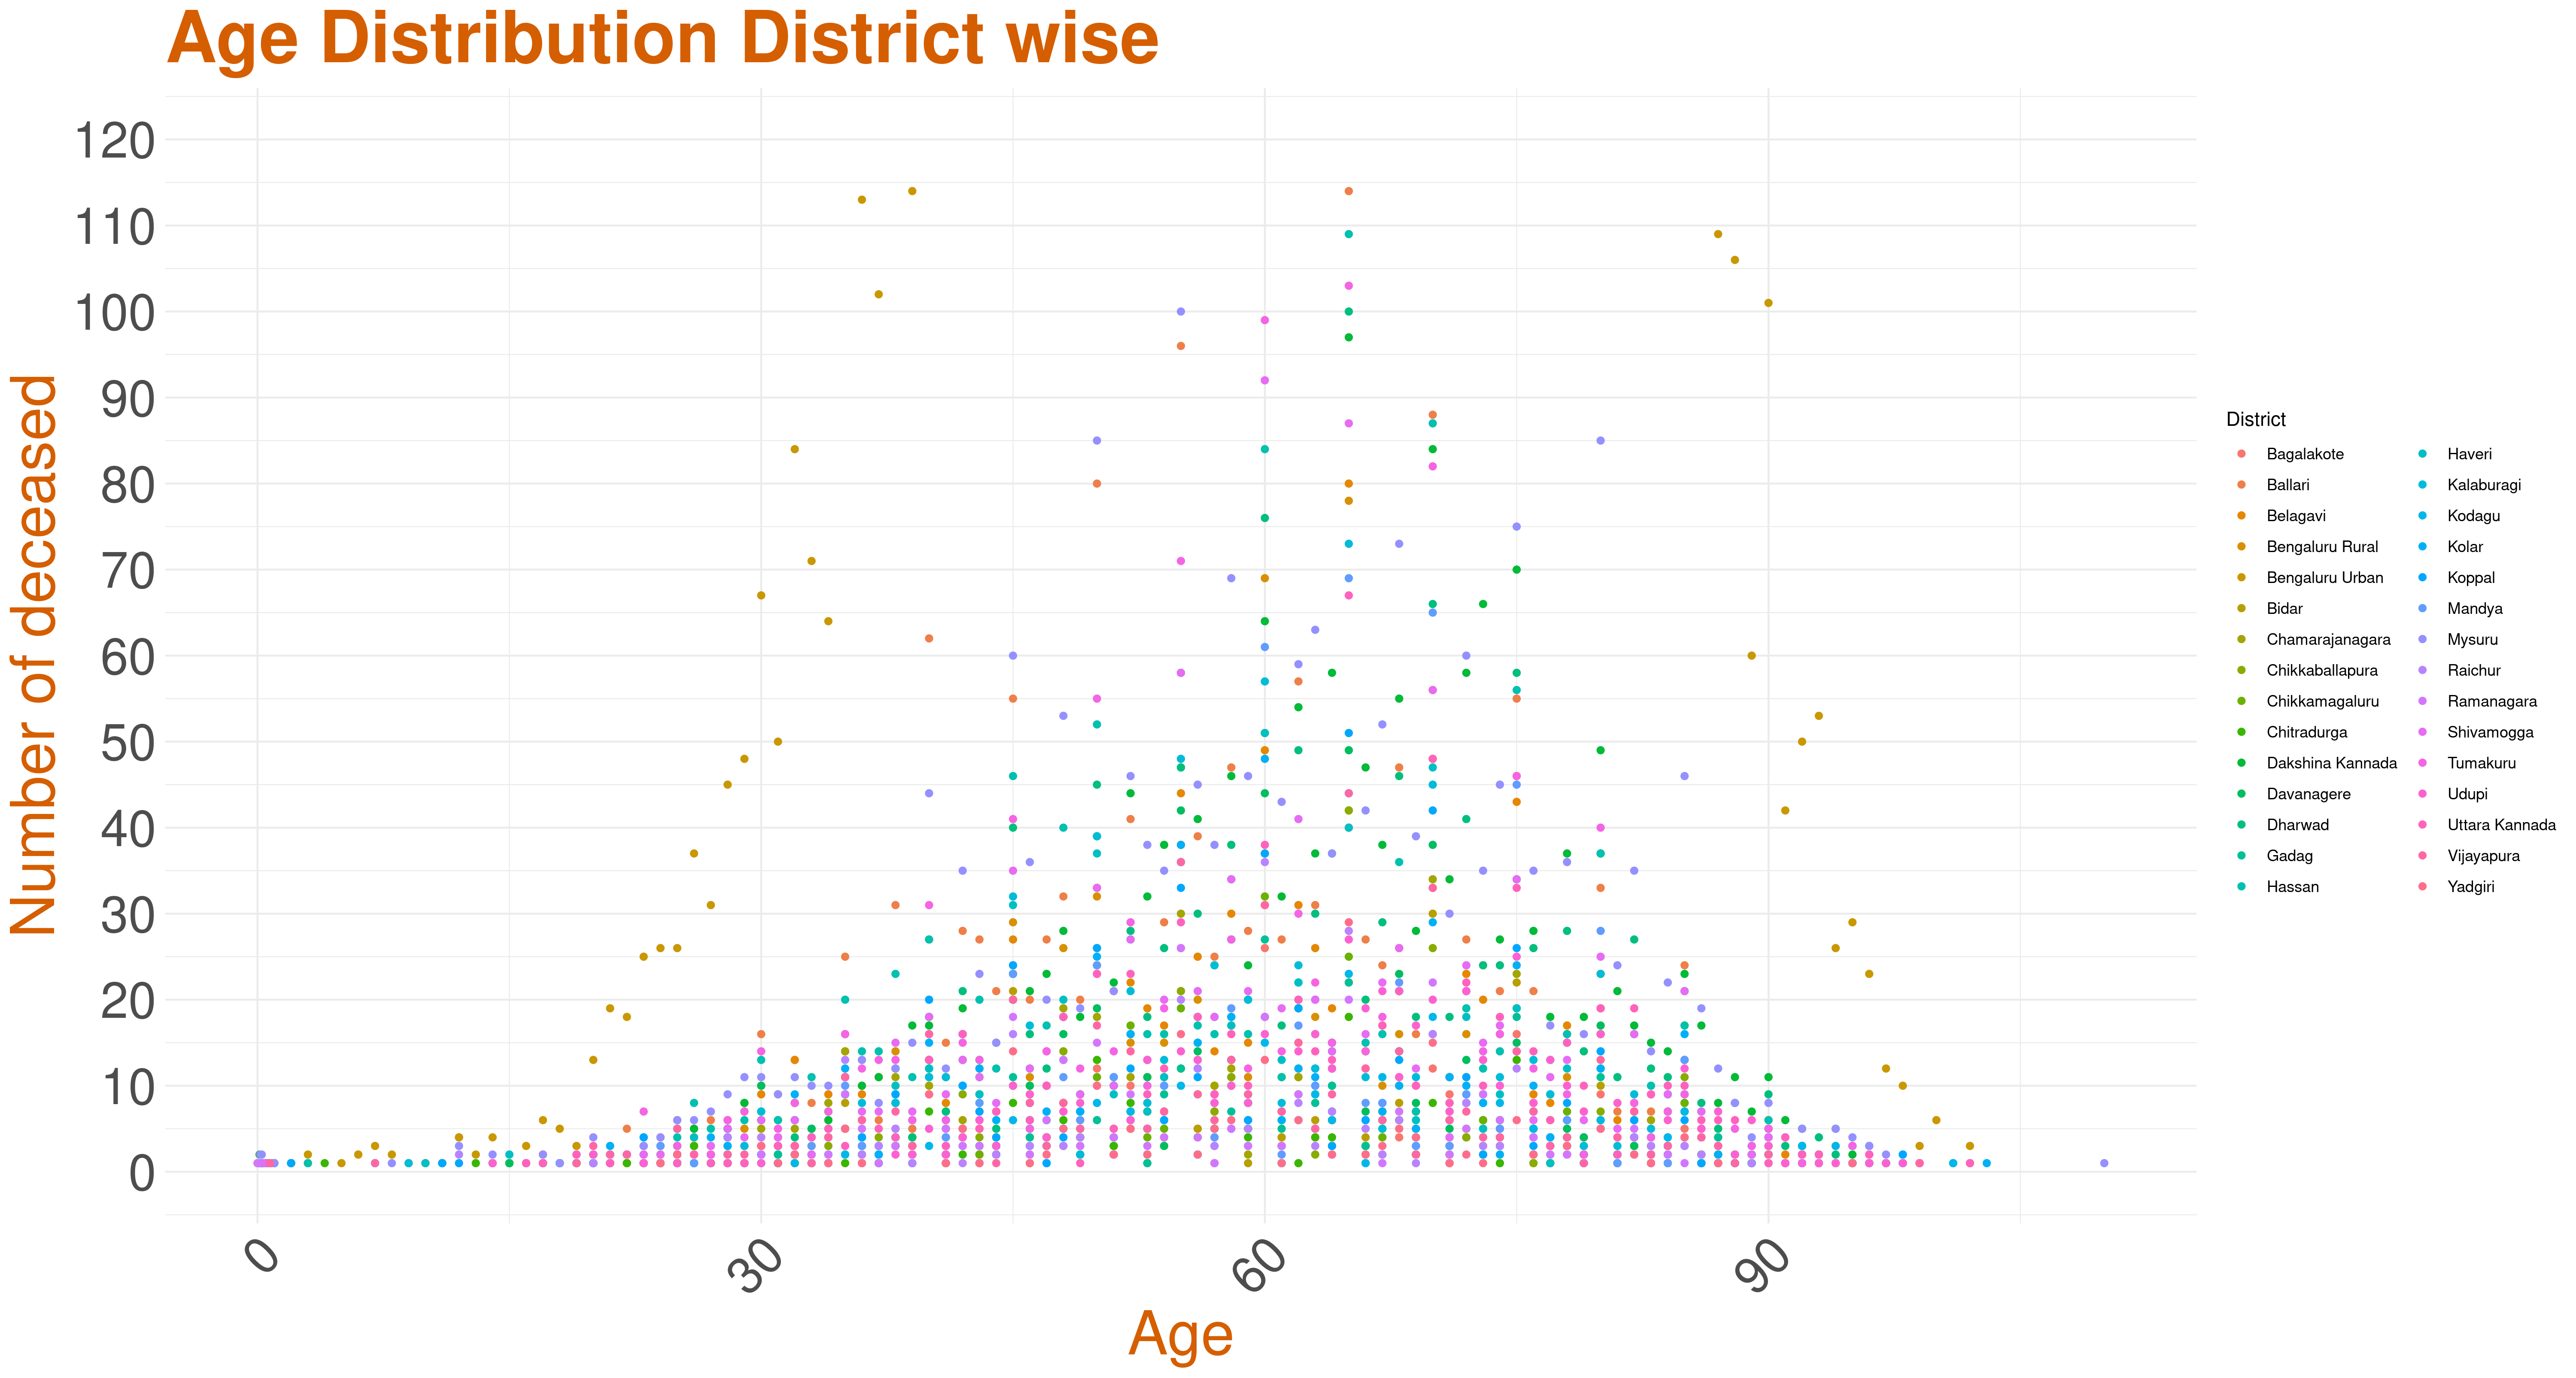 Age Distribution District wise
Number of deceased
120
110
100
90
80
70
60
50
40
30
20
10
0
0
30
60
90
Age
District
Bagalakote
Ballari
Belagavi
Bengaluru Rural
Bengaluru Urban
Bidar
Chamarajanagara
Chikkaballapura
Chikkamagaluru
Chitradurga
Dakshina Kannada
Davanagere
Dharwad
Gadag
Hassan
Haveri
Kalaburagi
Kodagu
Kolar
Koppal
Mandya
Mysuru
Raichur
Ramanagara
Shivamogga
Tumakuru
Udupi
Uttara Kannada
Vijayapura
Yadgiri